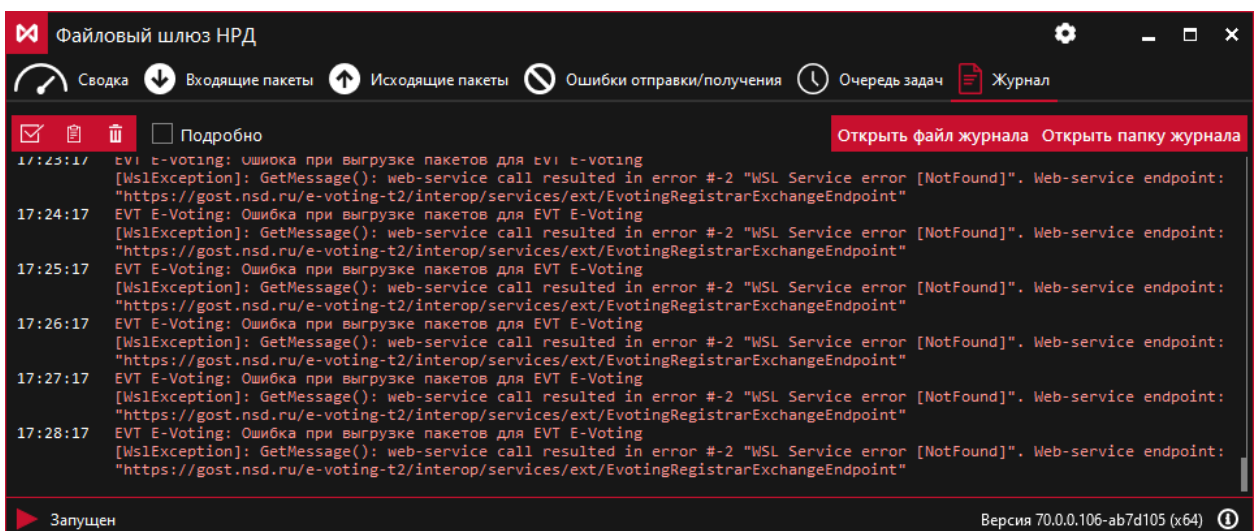 Файловый шлюз НРД
Сводка Входящие пакеты Исходящие пакеты Ошибки отправки/получения Очередь задач Журнал
Подробно Открыть файл журнала Открыть папку журнала
17:23:17 EVT E-Voting: Ошибка при выгрузке пакетов для EVT E-Voting
[WslException]: GetMessage(): web-service call resulted in error #-2 "WSL Service error [NotFound]". Web-service endpoint:
"https://gost.nsd.ru/e-voting-t2/interop/services/ext/EvotingRegistrarExchangeEndpoint"
17:24:17 EVT E-Voting: Ошибка при выгрузке пакетов для EVT E-Voting
[WslException]: GetMessage(): web-service call resulted in error #-2 "WSL Service error [NotFound]". Web-service endpoint:
"https://gost.nsd.ru/e-voting-t2/interop/services/ext/EvotingRegistrarExchangeEndpoint"
17:25:17 EVT E-Voting: Ошибка при выгрузке пакетов для EVT E-Voting
[WslException]: GetMessage(): web-service call resulted in error #-2 "WSL Service error [NotFound]". Web-service endpoint:
"https://gost.nsd.ru/e-voting-t2/interop/services/ext/EvotingRegistrarExchangeEndpoint"
17:26:17 EVT E-Voting: Ошибка при выгрузке пакетов для EVT E-Voting
[WslException]: GetMessage(): web-service call resulted in error #-2 "WSL Service error [NotFound]". Web-service endpoint:
"https://gost.nsd.ru/e-voting-t2/interop/services/ext/EvotingRegistrarExchangeEndpoint"
17:27:17 EVT E-Voting: Ошибка при выгрузке пакетов для EVT E-Voting
[WslException]: GetMessage(): web-service call resulted in error #-2 "WSL Service error [NotFound]". Web-service endpoint:
"https://gost.nsd.ru/e-voting-t2/interop/services/ext/EvotingRegistrarExchangeEndpoint"
17:28:17 EVT E-Voting: Ошибка при выгрузке пакетов для EVT E-Voting
[WslException]: GetMessage(): web-service call resulted in error #-2 "WSL Service error [NotFound]". Web-service endpoint:
"https://gost.nsd.ru/e-voting-t2/interop/services/ext/EvotingRegistrarExchangeEndpoint"
Запущен Версия 70.0.0.106-ab7d105 (x64)